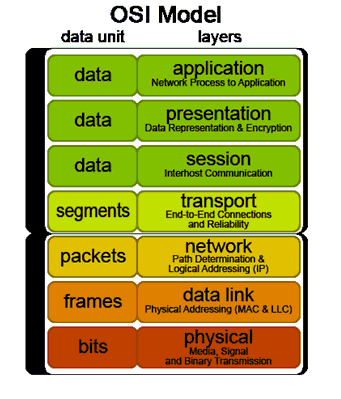 OSI Model
data unit layers
data application
Network Process to Application
data presentation
Data Representation & Encryption
data session
Interhost Communication
segments transport
End-to-End Connections
and Reliability
packets network
Path Determination &
Logical Addressing (IP)
frames data link
Physical Addressing (MAC & LLC)
bits physical
Media, Signal
and Binary Transmission